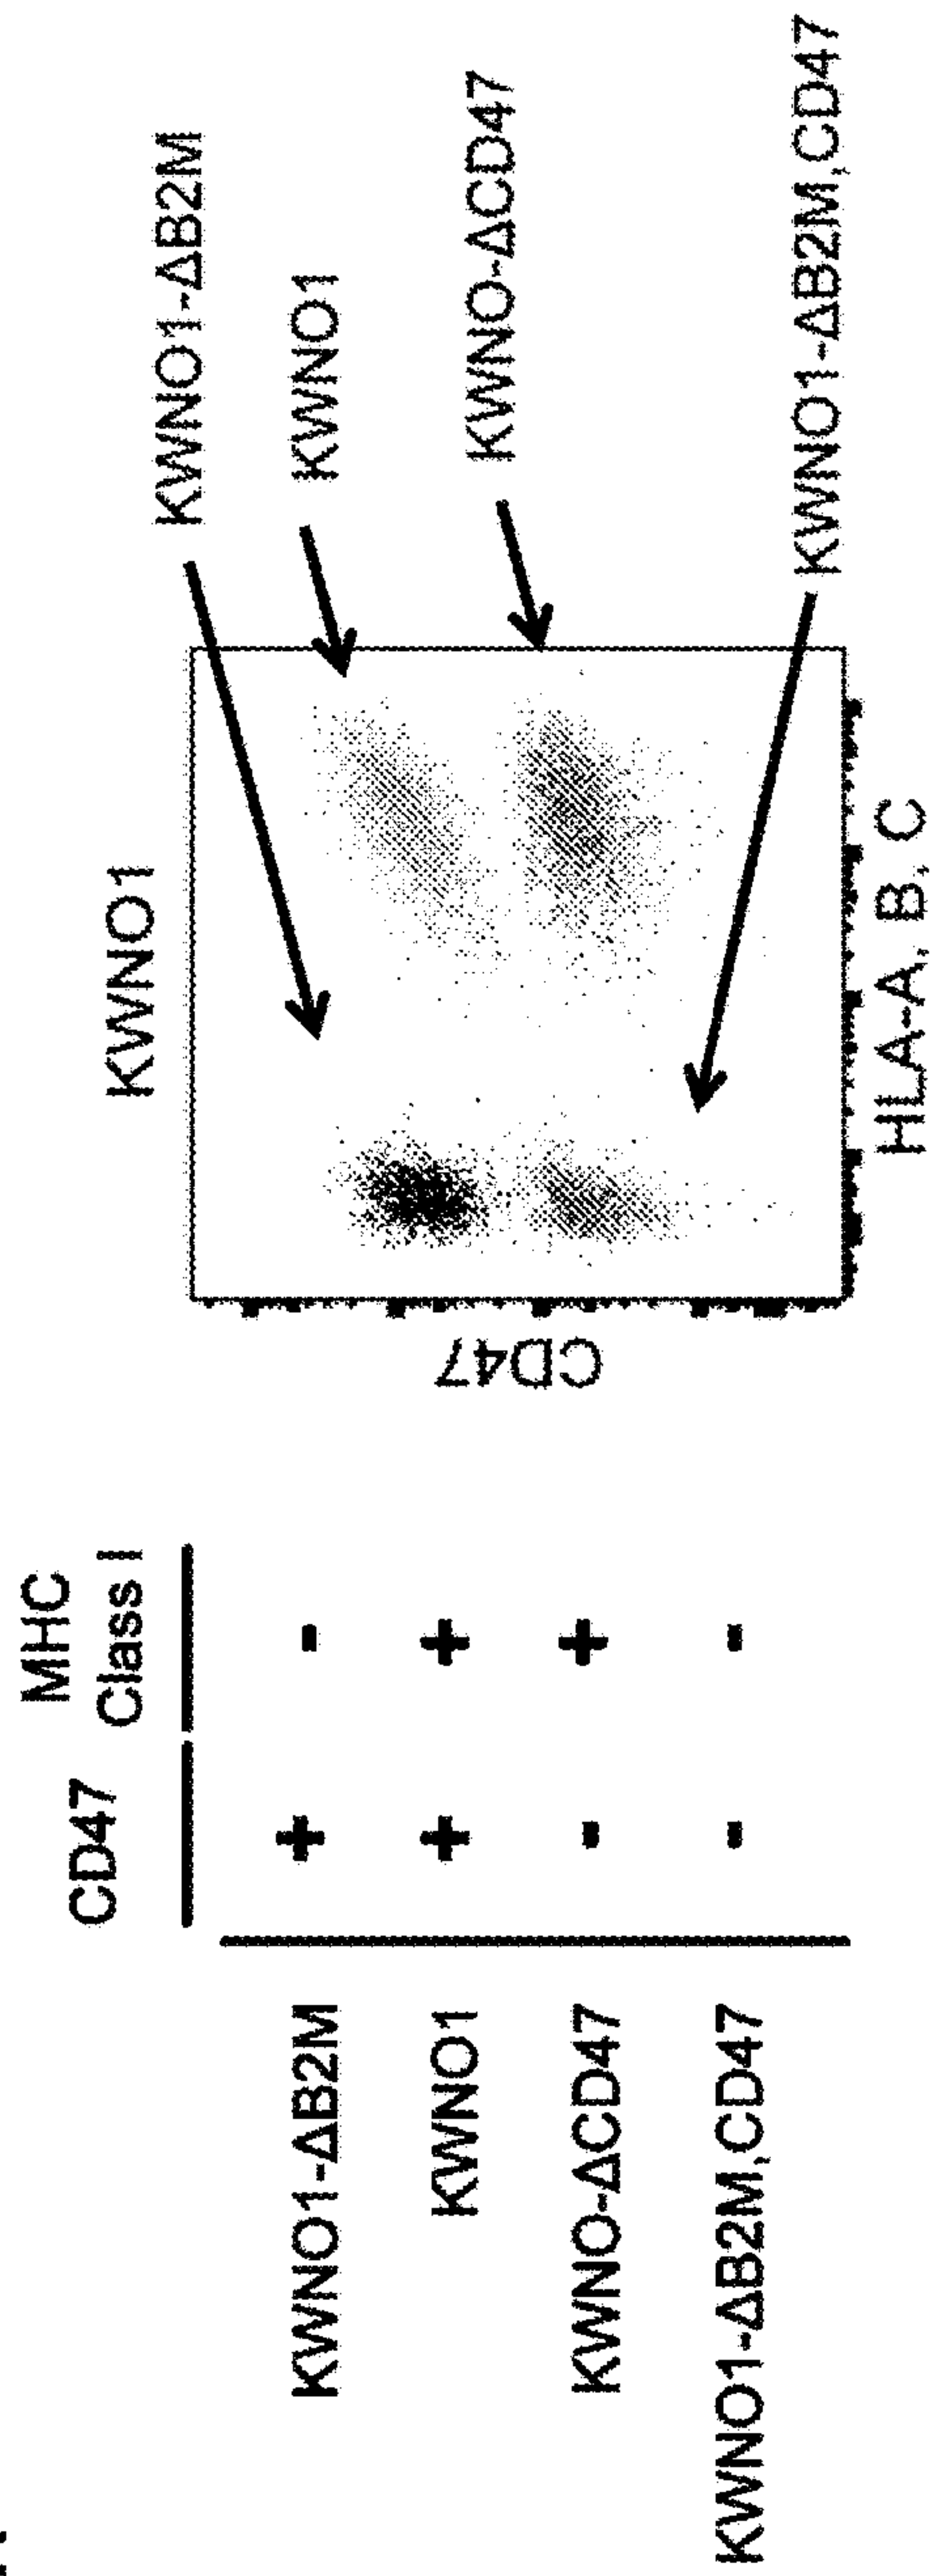 CD47
MHC
Class I
KWNO1-ΔB2M + -
KWNO1 + +
KWNO-ΔCD47 - +
KWNO1-ΔB2M,CD47 - -
KWNO1
CD47
HLA-A, B, C
KWNO1-ΔB2M
KWNO1
KWNO-ΔCD47
KWNO1-ΔB2M,CD47